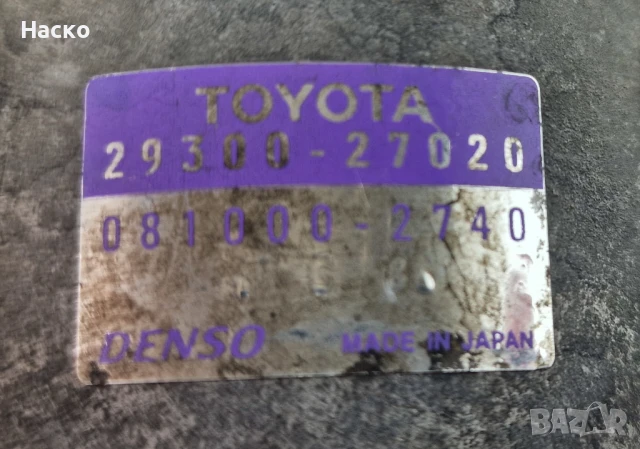 Наско
TOYOTA
29300-27020
081000-2740
DENSO MADE IN JAPAN
BAZAR